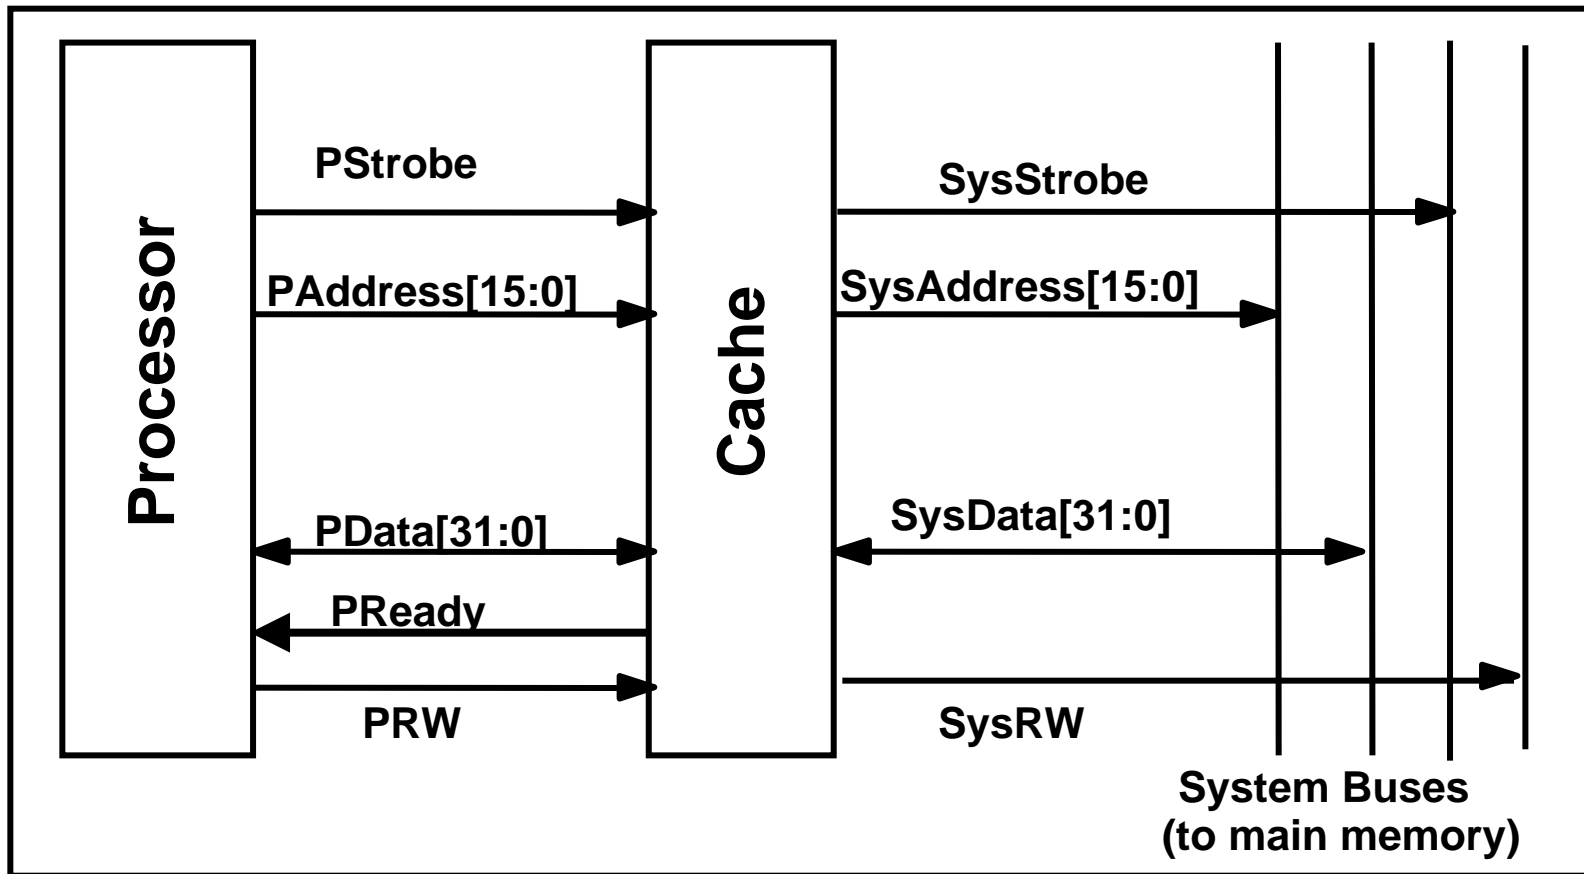 PStrobe
SysStrobe
Processor
PAddress[15:0]
SysAddress[15:0]
Cache
PData[31:0]
SysData[31:0]
PReady
PRW
SysRW
System Buses
(to main memory)